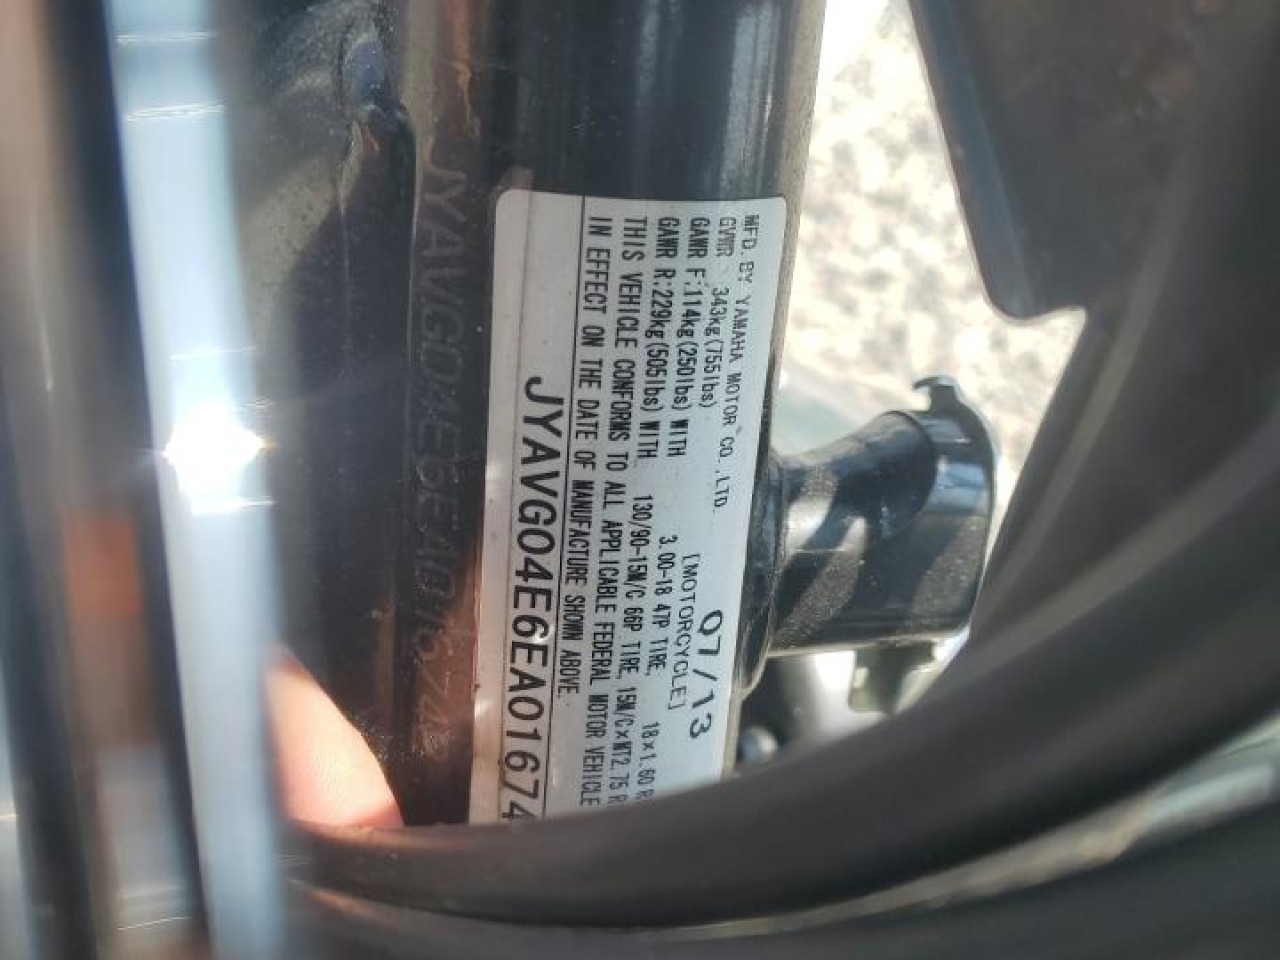 MFD. BY YAMAHA MOTOR CO., LTD. 07/13
GVWR 343kg(755lbs) [MOTORCYCLE]
GAWR F:114kg(250lbs) WITH 3.00-18 47P TIRE, 18×1.60
GAWR R:229kg(505lbs) WITH 130/90-15M/C 66P TIRE, 15M/C×MT2.75
THIS VEHICLE CONFORMS TO ALL APPLICABLE FEDERAL MOTOR VEHICLE
IN EFFECT ON THE DATE OF MANUFACTURE SHOWN ABOVE.
JYAVG04E6EA01674
JYAVG04E6EA01674